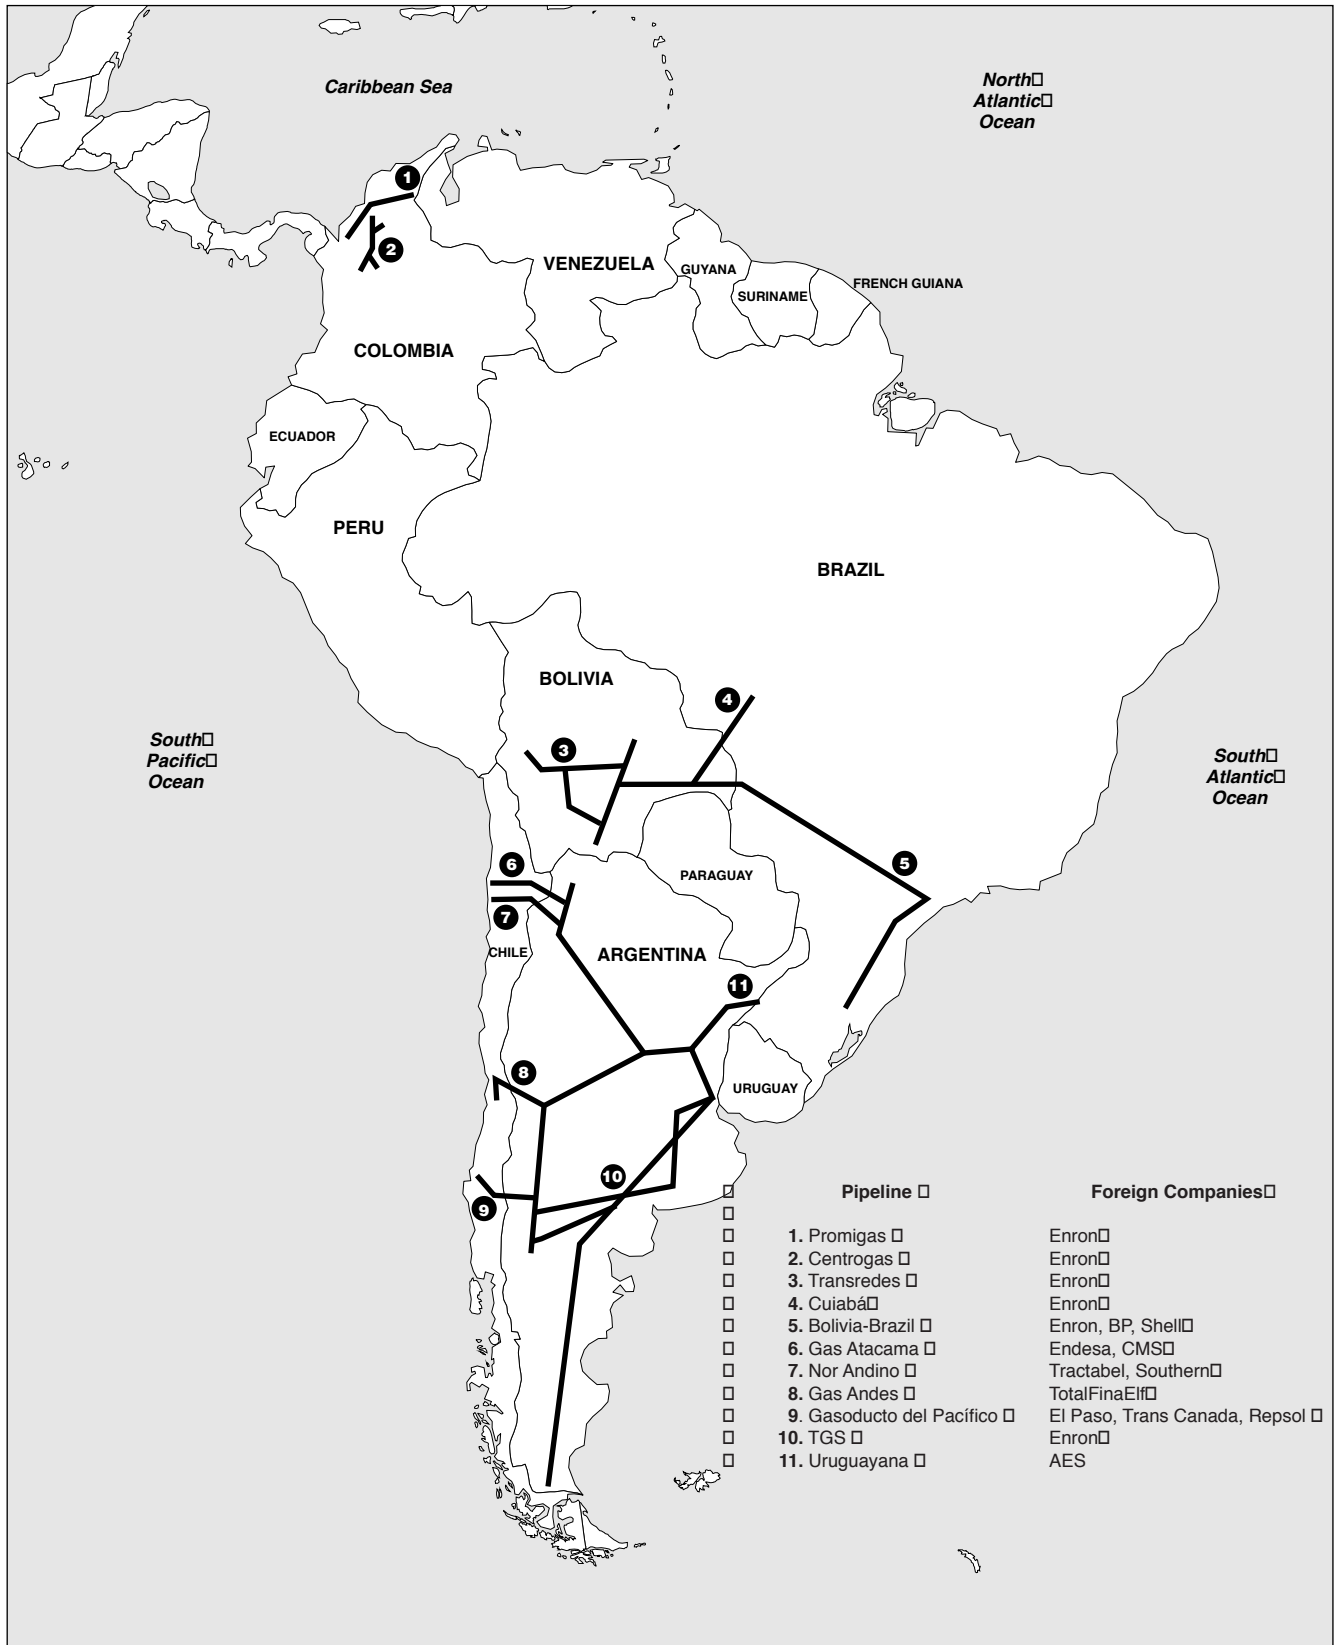 Caribbean Sea
North
Atlantic
Ocean
1
2
VENEZUELA
GUYANA
SURINAME
FRENCH GUIANA
COLOMBIA
ECUADOR
PERU
BRAZIL
BOLIVIA
4
3
South
Pacific
Ocean
South
Atlantic
Ocean
6
5
PARAGUAY
7
CHILE
ARGENTINA
11
8
URUGUAY
10
9
Pipeline Foreign Companies
1. Promigas Enron
2. Centrogas Enron
3. Transredes Enron
4. Cuiabá Enron
5. Bolivia-Brazil Enron, BP, Shell
6. Gas Atacama Endesa, CMS
7. Nor Andino Tractabel, Southern
8. Gas Andes TotalFinaElf
9. Gasoducto del Pacífico El Paso, Trans Canada, Repsol
10. TGS Enron
11. Uruguayana AES